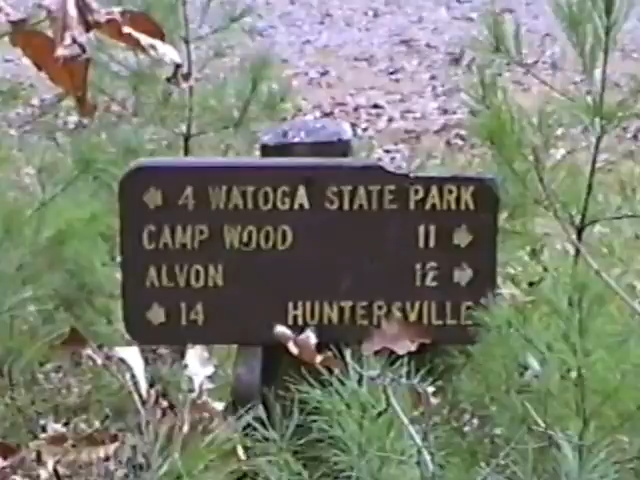 ← 4 WATOGA STATE PARK
CAMP WOOD 11 →
ALVON 12 →
← 14 HUNTERSVILLE